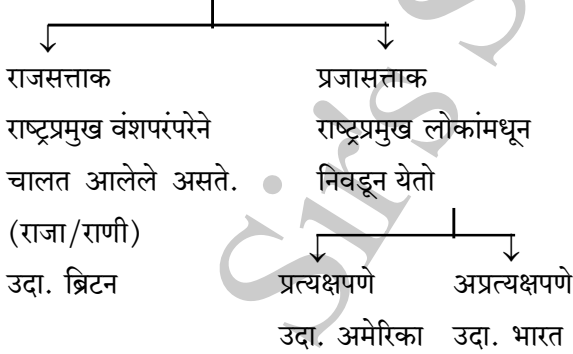 राजसत्ताक
राष्ट्रप्रमुख वंशपरंपरेने
चालत आलेले असते.
(राजा/राणी)
उदा. ब्रिटन
प्रजासत्ताक
राष्ट्रप्रमुख लोकांमधून
निवडून येतो
प्रत्यक्षपणे
उदा. अमेरिका
अप्रत्यक्षपणे
उदा. भारत
Sir's